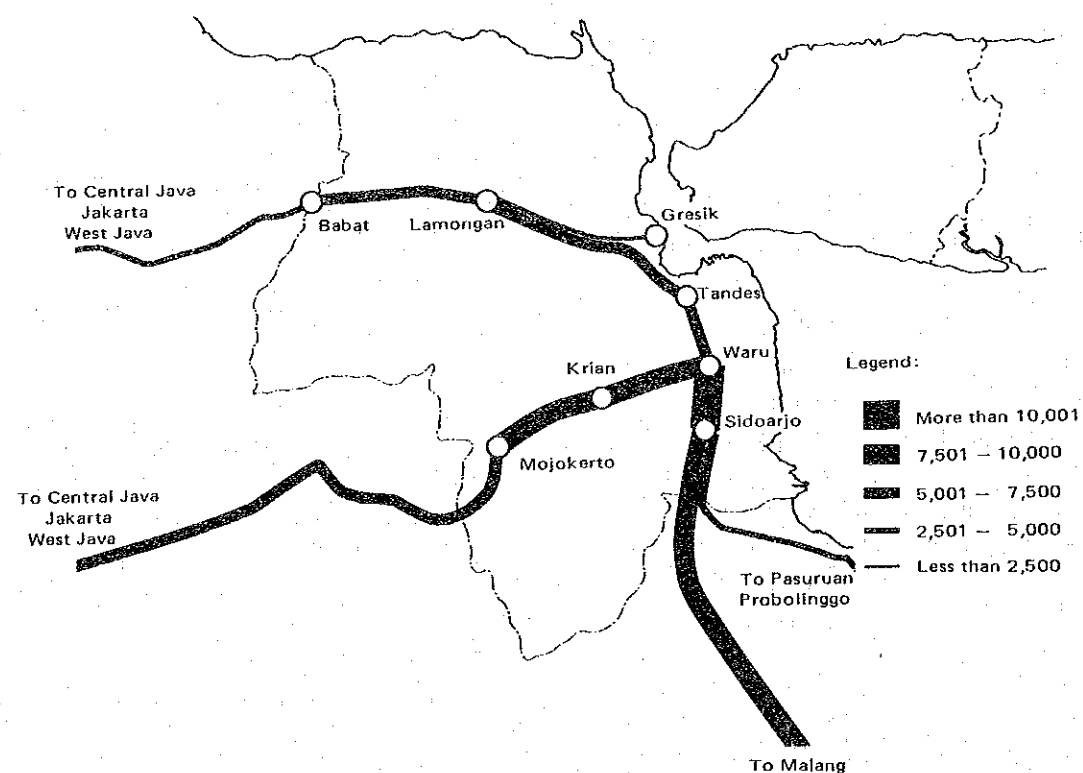 To Central Java
Jakarta
West Java
Babat
Lamongan
Gresik
Tandes
Waru
Krian
Sidoarjo
Mojokerto
To Central Java
Jakarta
West Java
To Pasuruan
Probolinggo
To Malang
Legend:
More than 10,001
7,501 – 10,000
5,001 – 7,500
2,501 – 5,000
Less than 2,500